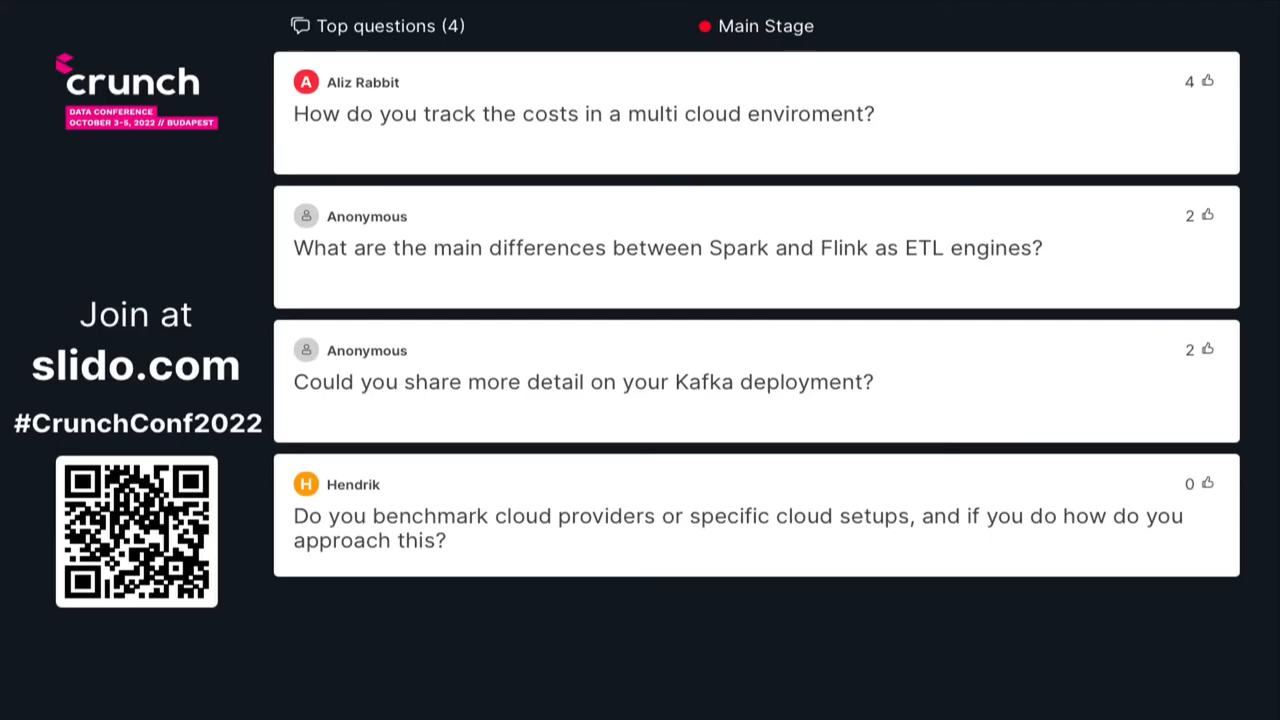 Top questions (4)
Main Stage
crunch
DATA CONFERENCE
OCTOBER 3-5, 2022 // BUDAPEST
A
Aliz Rabbit
4
How do you track the costs in a multi cloud enviroment?
Anonymous
2
What are the main differences between Spark and Flink as ETL engines?
Anonymous
2
Could you share more detail on your Kafka deployment?
H
Hendrik
0
Do you benchmark cloud providers or specific cloud setups, and if you do how do you
approach this?
Join at
slido.com
#CrunchConf2022